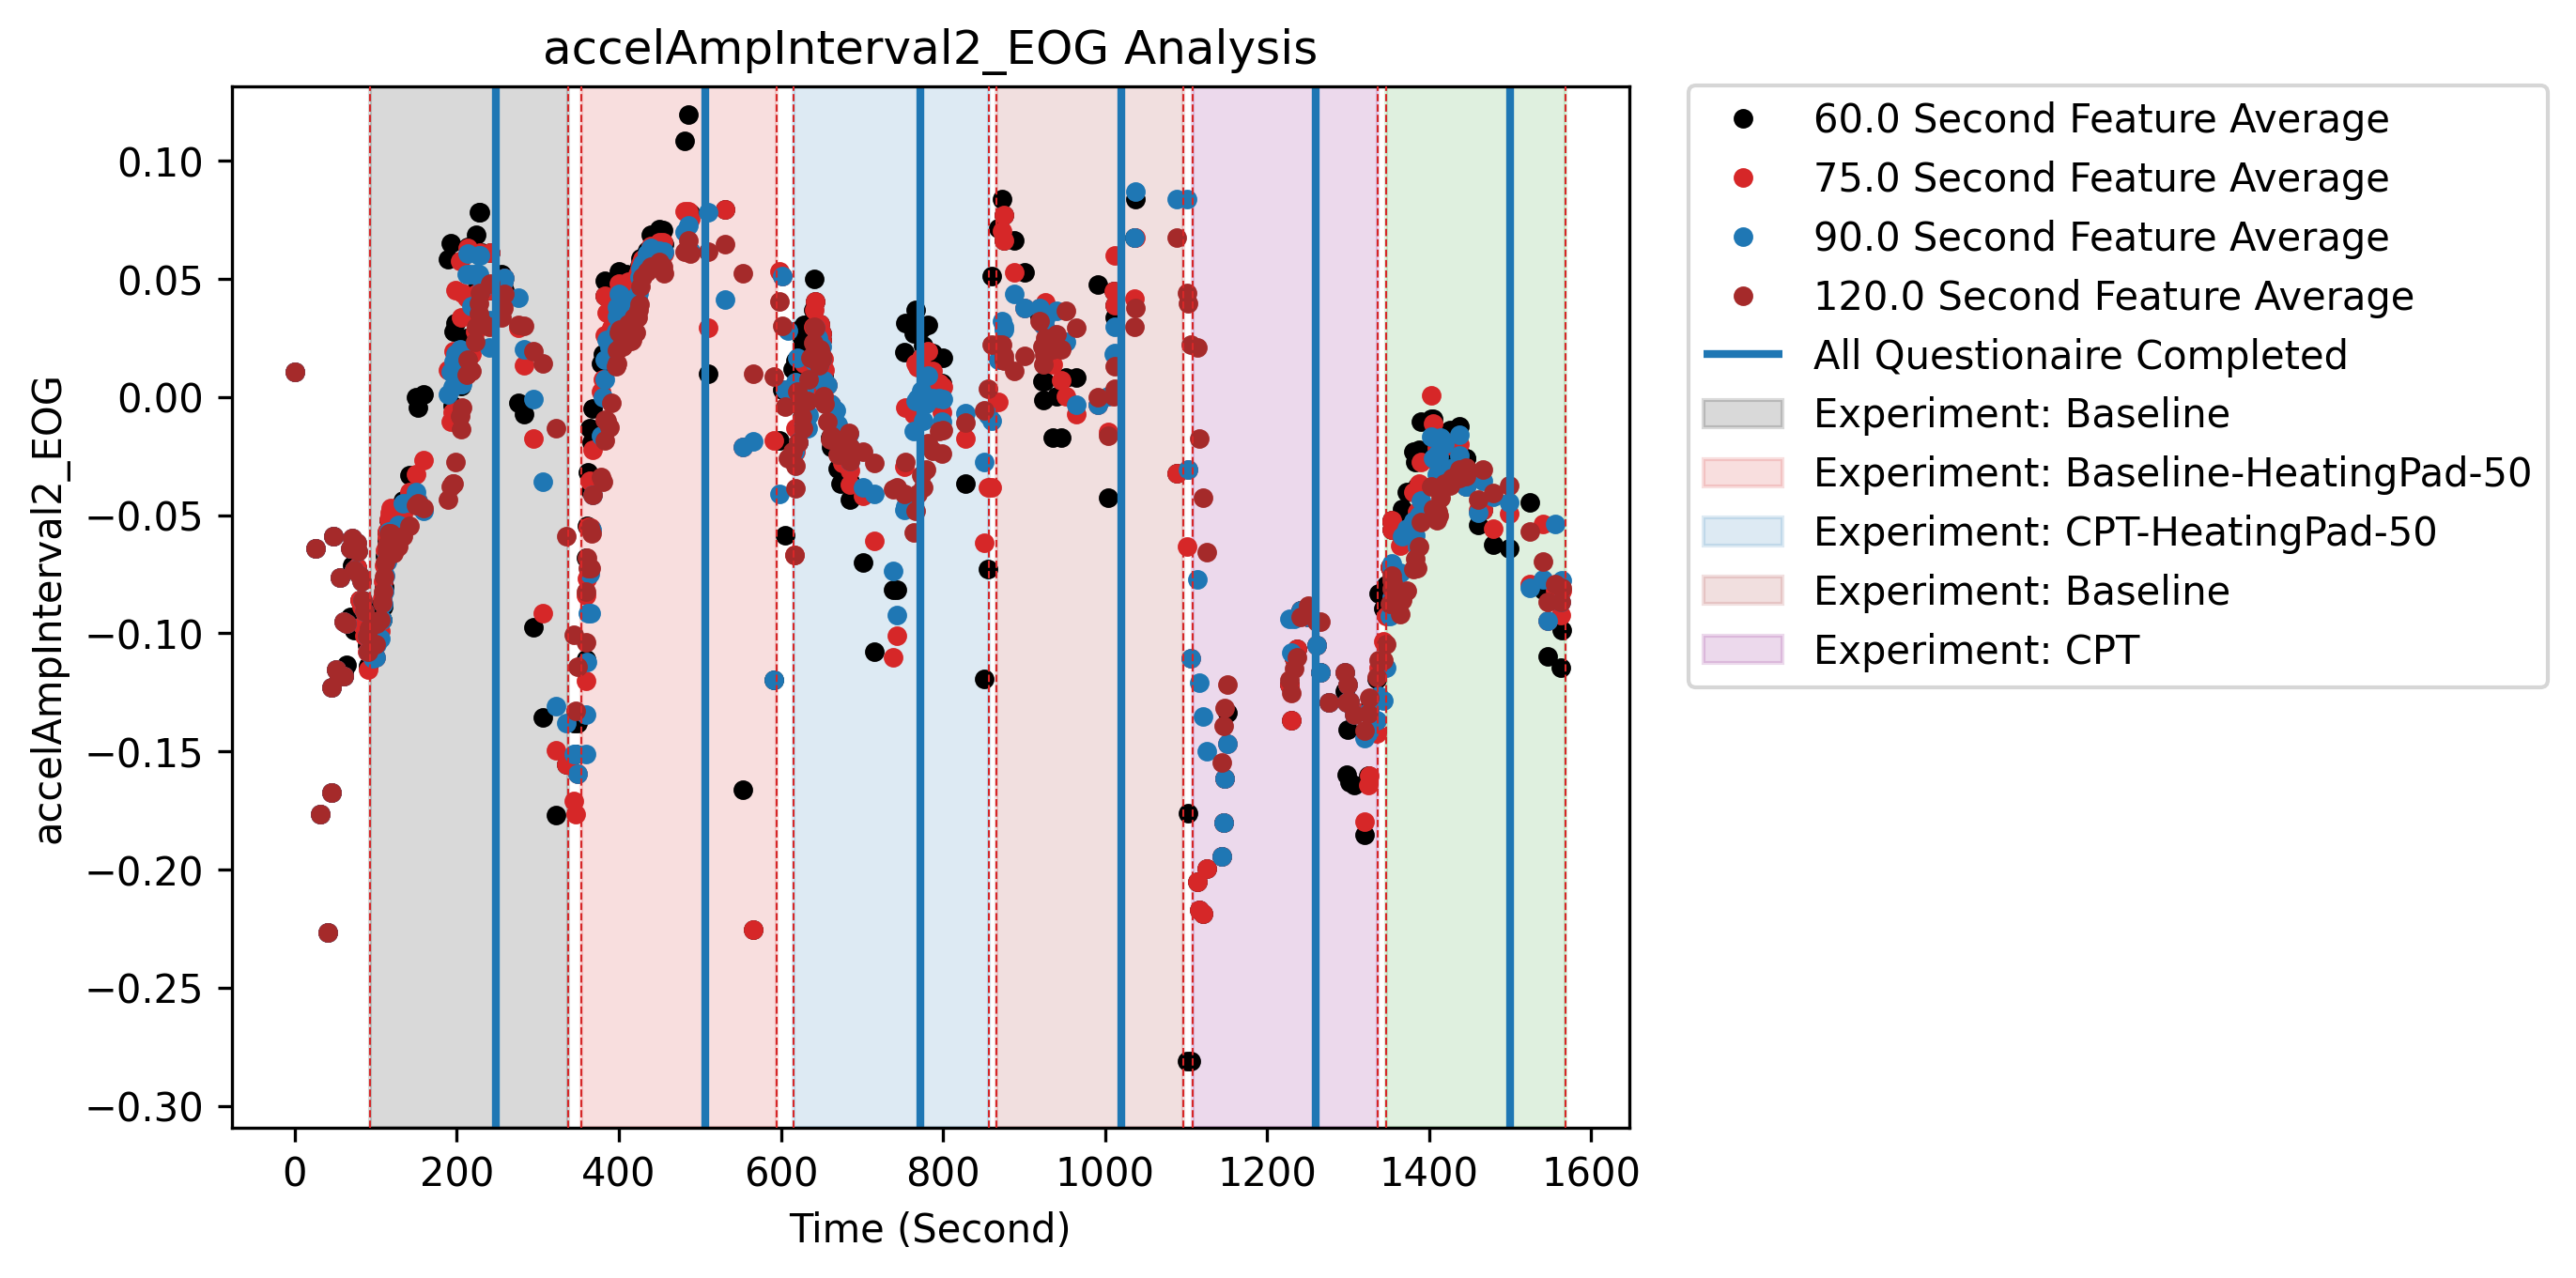 accelAmpInterval2_EOG Analysis
accelAmpInterval2_EOG
0.10
0.05
0.00
−0.05
−0.10
−0.15
−0.20
−0.25
−0.30
0 200 400 600 800 1000 1200 1400 1600
Time (Second)
60.0 Second Feature Average
75.0 Second Feature Average
90.0 Second Feature Average
120.0 Second Feature Average
All Questionaire Completed
Experiment: Baseline
Experiment: Baseline-HeatingPad-50
Experiment: CPT-HeatingPad-50
Experiment: Baseline
Experiment: CPT